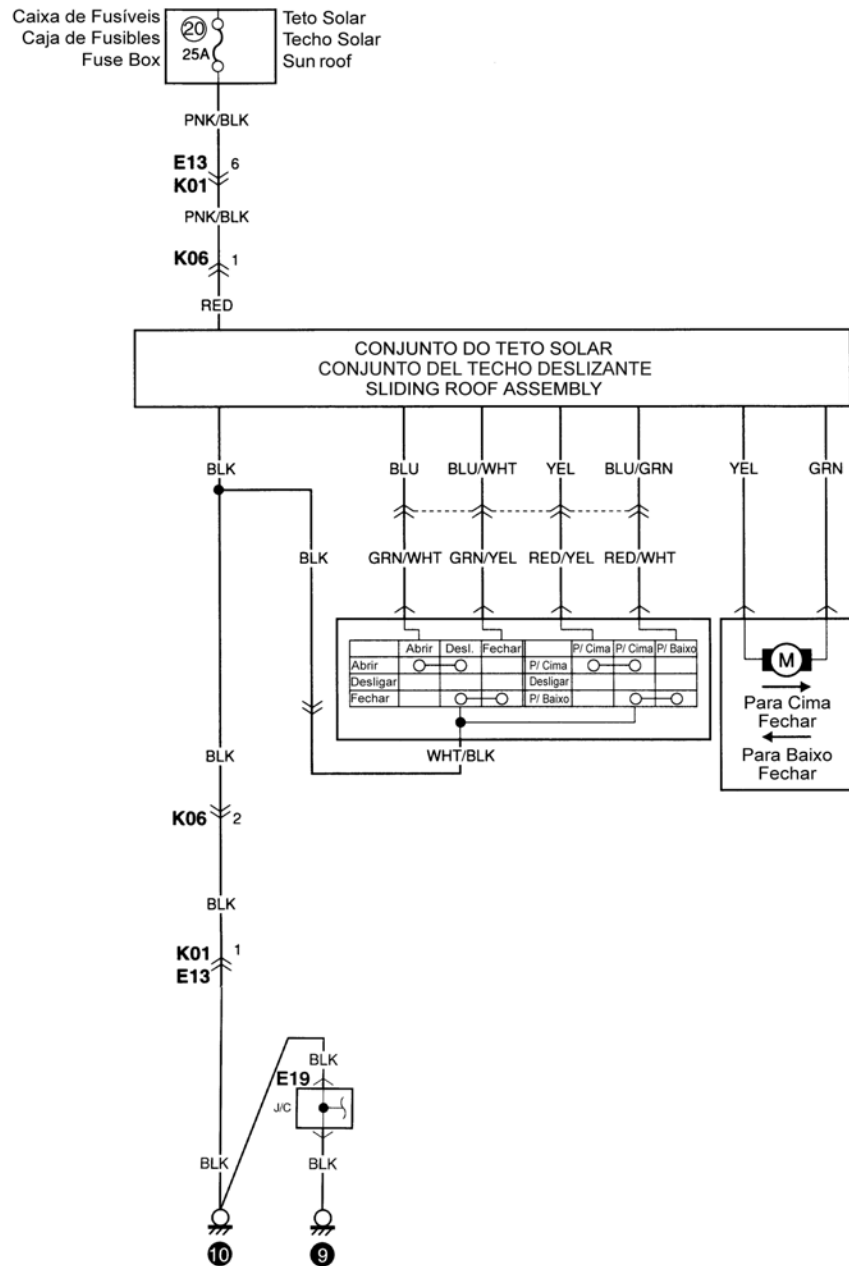 Caixa de Fusíveis
Caja de Fusibles
Fuse Box
20
25A
Teto Solar
Techo Solar
Sun roof
PNK/BLK
E13 6
K01
PNK/BLK
K06 1
RED
CONJUNTO DO TETO SOLAR
CONJUNTO DEL TECHO DESLIZANTE
SLIDING ROOF ASSEMBLY
BLK BLU BLU/WHT YEL BLU/GRN YEL GRN
BLK GRN/WHT GRN/YEL RED/YEL RED/WHT
Abrir Desl. Fechar P/ Cima P/ Cima P/ Baixo
Abrir P/ Cima
Desligar Desligar
Fechar P/ Baixo
M
Para Cima
Fechar
Para Baixo
Fechar
BLK WHT/BLK
K06 2
BLK
K01 1
E13
BLK
E19
J/C
BLK BLK
10 9